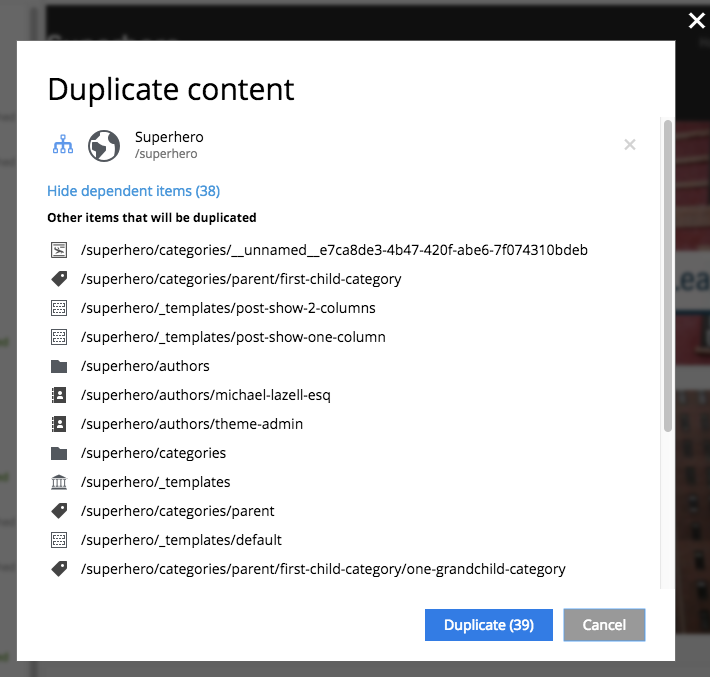 Duplicate content
Superhero
/superhero
Hide dependent items (38)
Other items that will be duplicated
/superhero/categories/__unnamed__e7ca8de3-4b47-420f-abe6-7f074310bdeb
/superhero/categories/parent/first-child-category
/superhero/_templates/post-show-2-columns
/superhero/_templates/post-show-one-column
/superhero/authors
/superhero/authors/michael-lazell-esq
/superhero/authors/theme-admin
/superhero/categories
/superhero/_templates
/superhero/categories/parent
/superhero/_templates/default
/superhero/categories/parent/first-child-category/one-grandchild-category
Duplicate (39)
Cancel